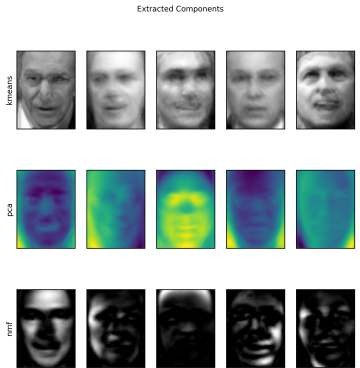 Extracted Components
kmeans
pca
nmf